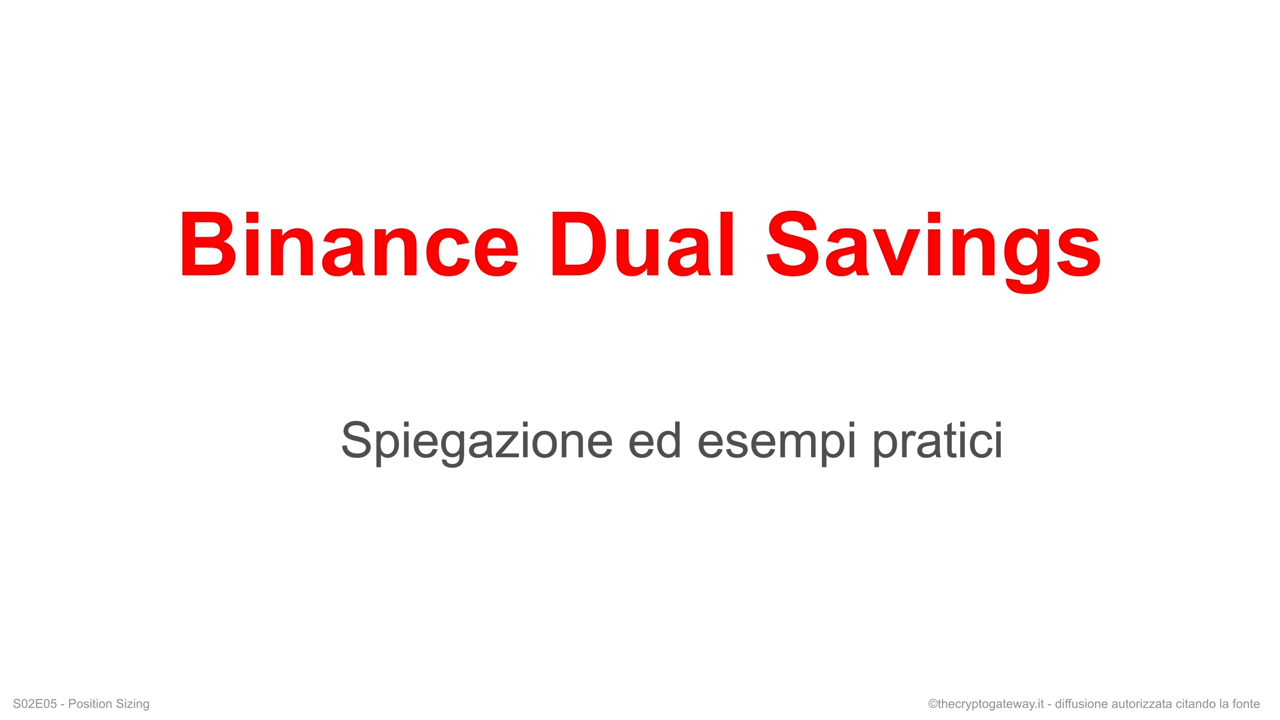 Binance Dual Savings
Spiegazione ed esempi pratici
S02E05 - Position Sizing
©thecryptogateway.it - diffusione autorizzata citando la fonte